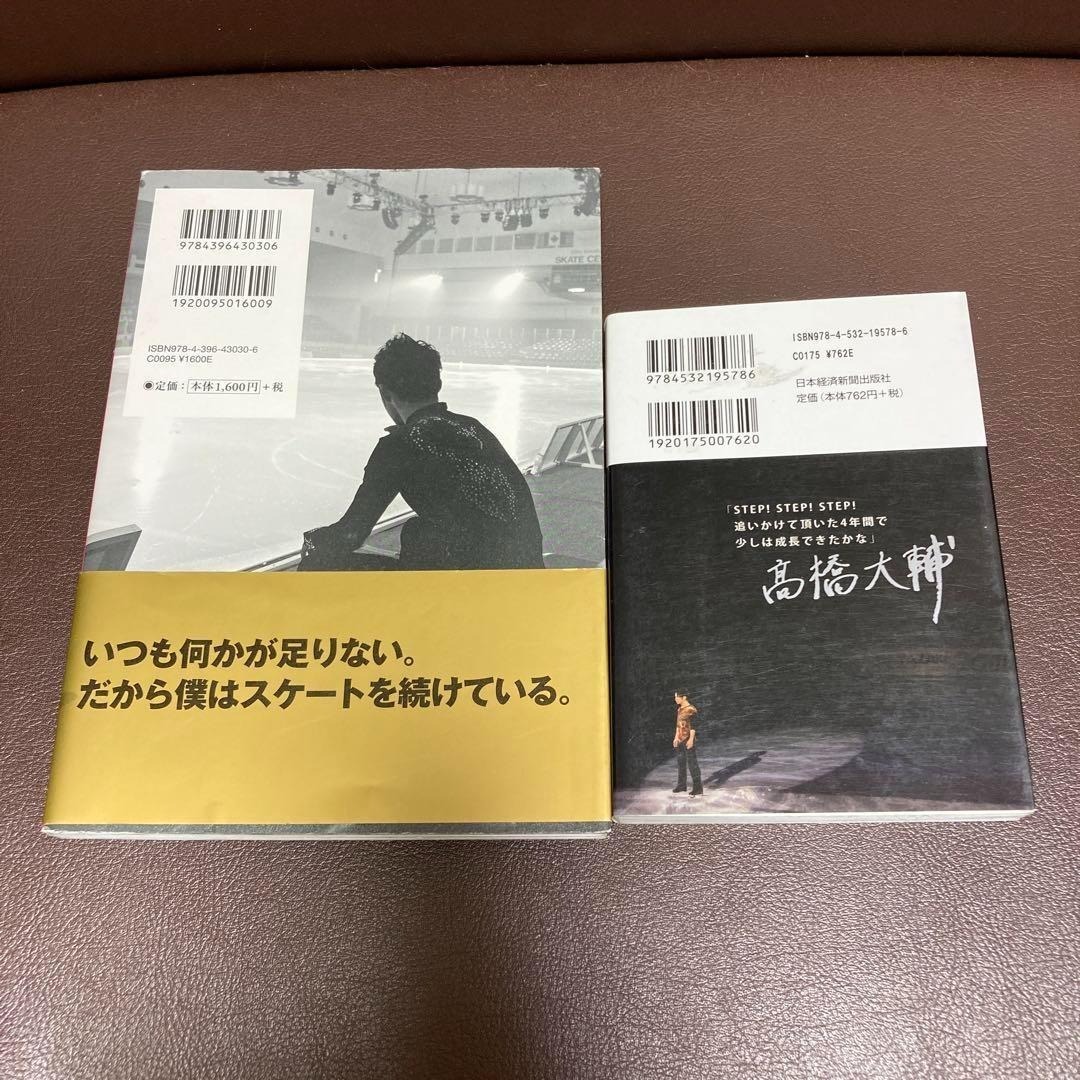 9784396430306
1920095016009
ISBN978-4-396-43030-6
C0095 ¥1600E
●定価：本体1,600円+税
SKATE CE
いつも何かが足りない。
だから僕はスケートを続けている。
9784532195786
1920175007620
ISBN978-4-532-19578-6
C0175 ¥762E
日本経済新聞出版社
定価（本体762円+税）
「STEP! STEP! STEP!
追いかけて頂いた4年間で
少しは成長できたかな」
髙橋大輔